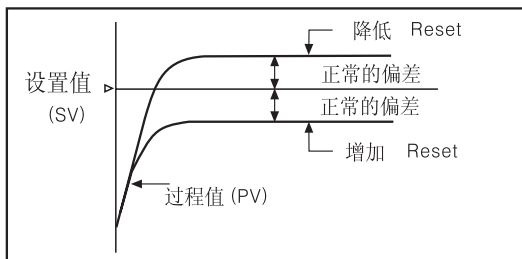 降低 Reset
正常的偏差
设置值
(SV)
正常的偏差
增加 Reset
过程值 (PV)